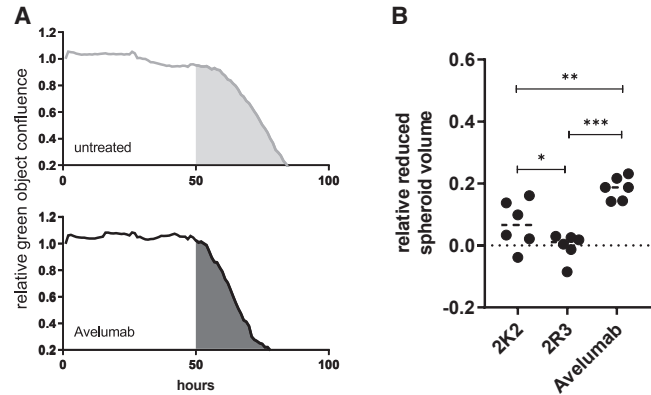 A
relative green object confluence
1.2
1.0
0.8
0.6
0.4
0.2
untreated
0
50
100
1.2
1.0
0.8
0.6
0.4
0.2
Avelumab
0
50
100
hours
B
relative reduced
spheroid volume
0.6
0.4
0.2
0.0
-0.2
**
***
*
2K2
2R3
Avelumab